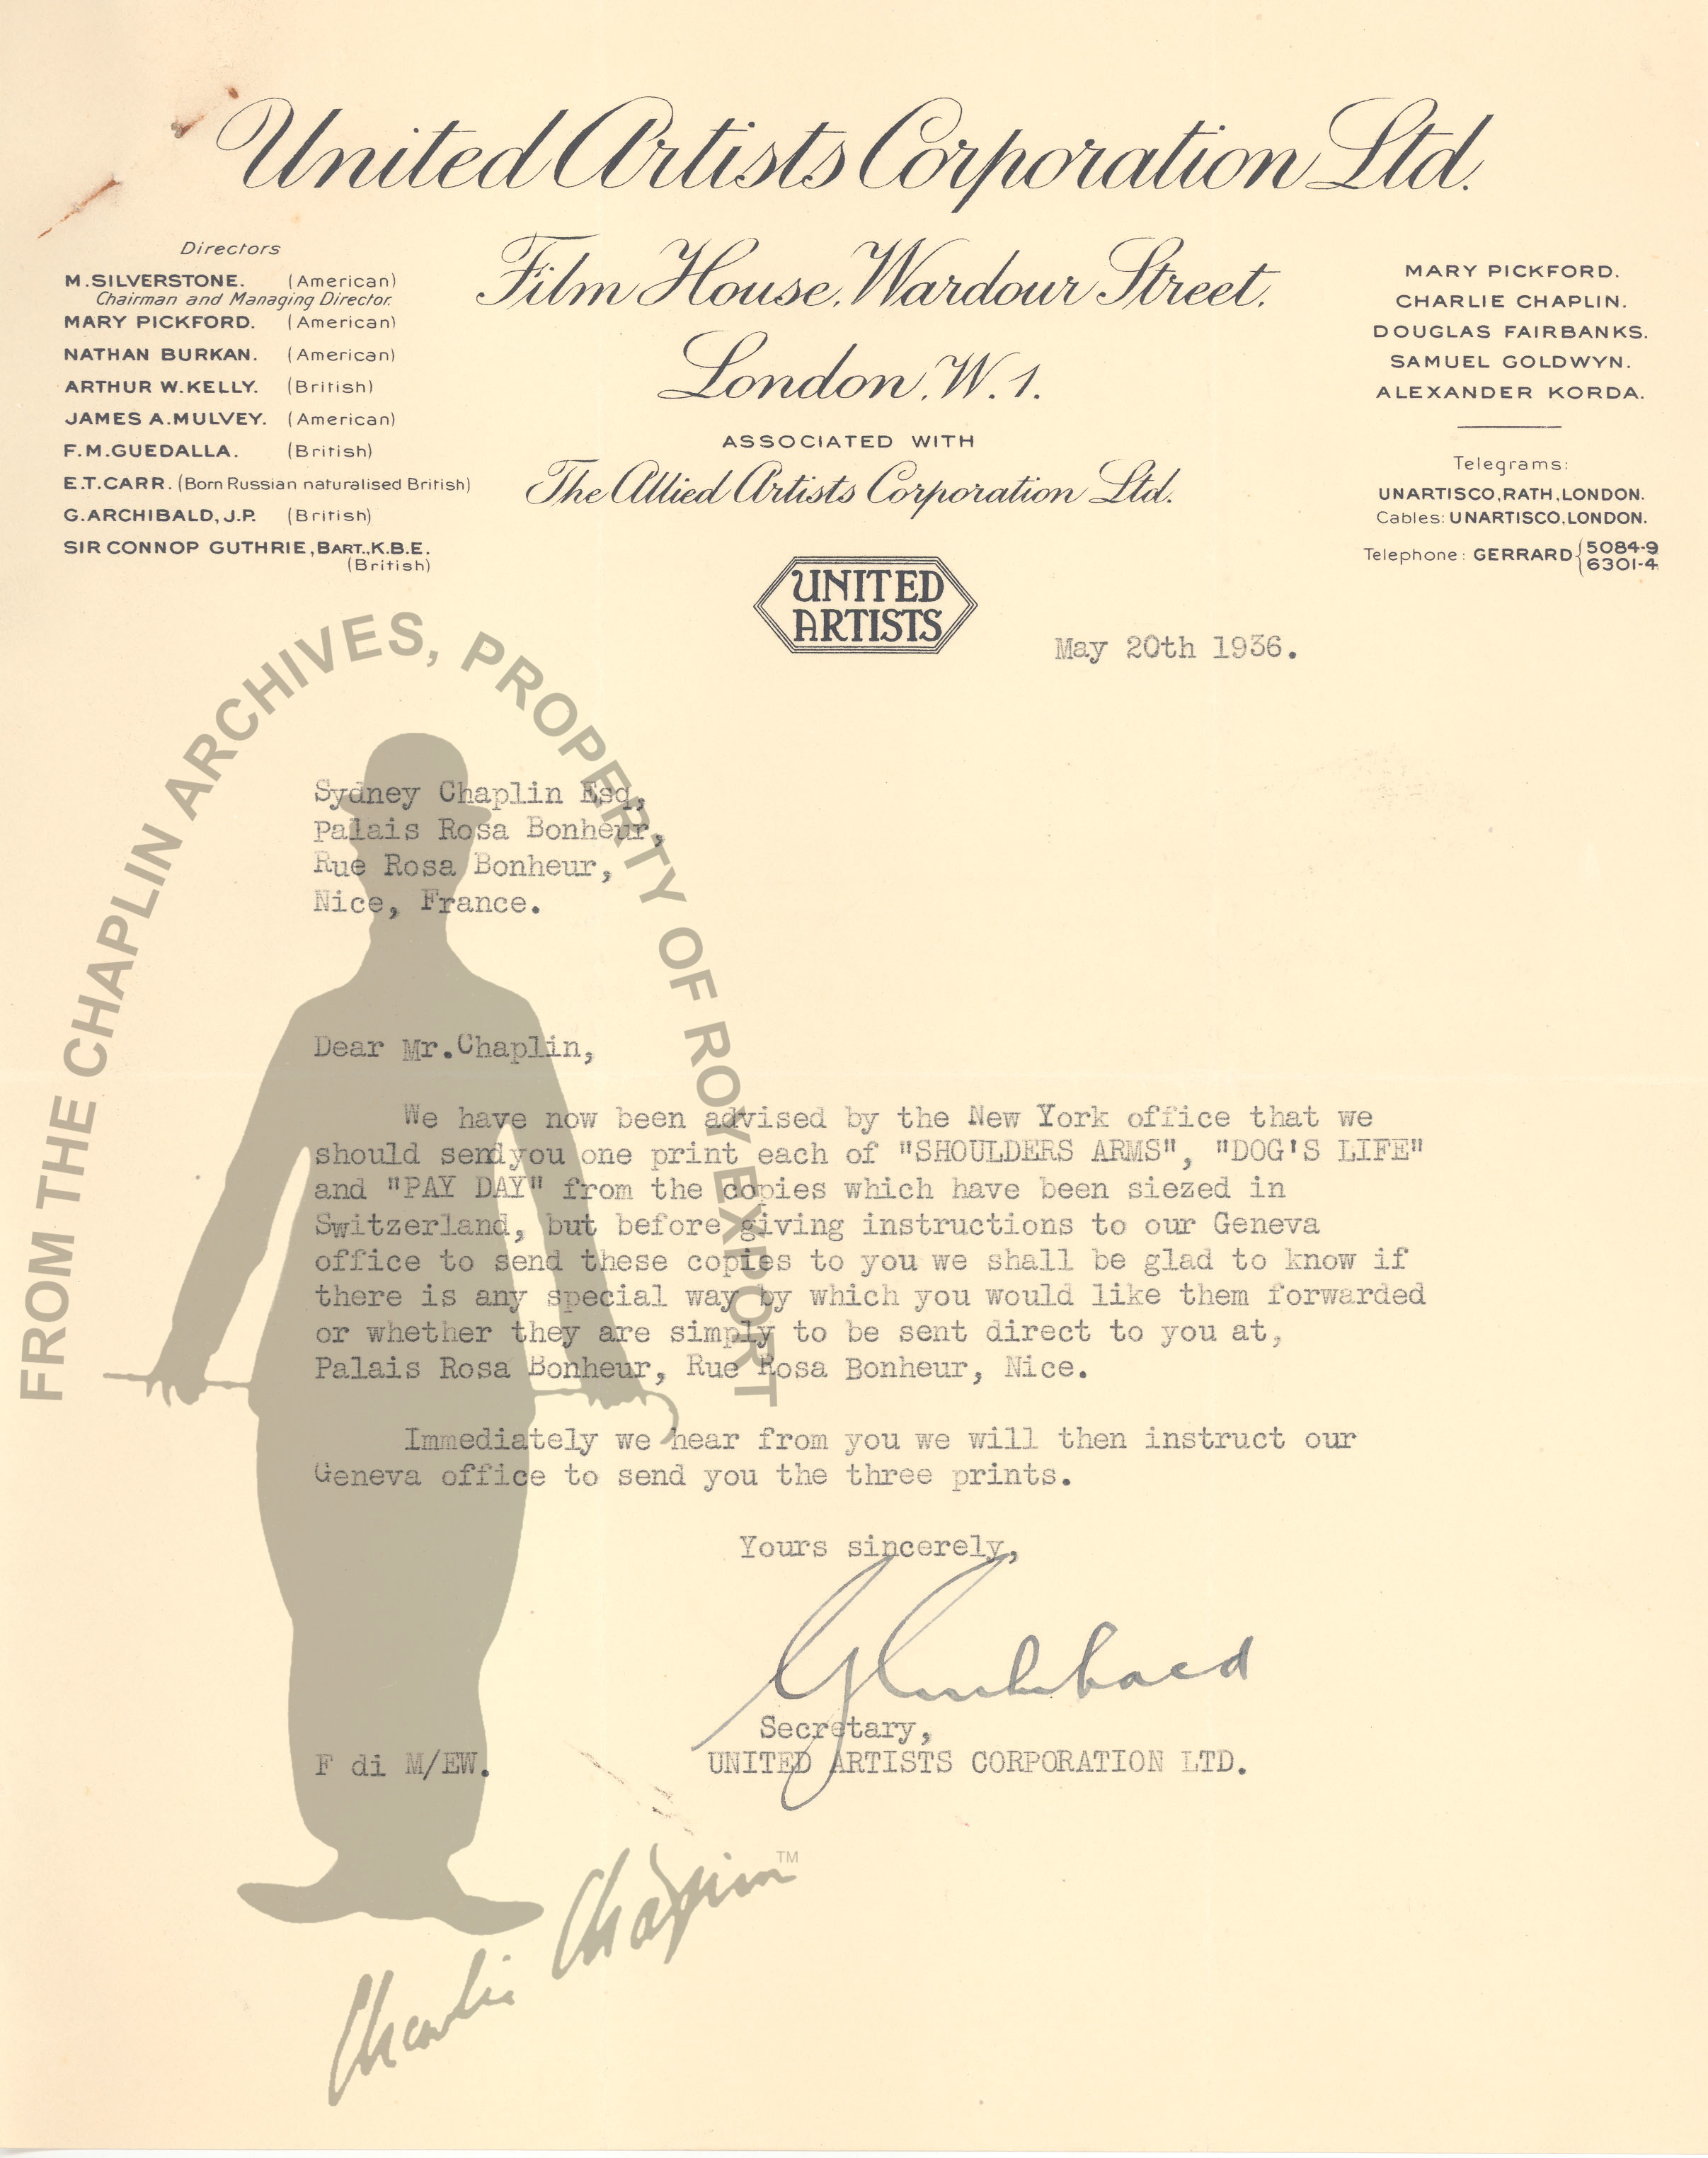 United Artists Corporation Ltd.
Film House, Wardour Street,
London, W.1.
ASSOCIATED WITH
The Allied Artists Corporation Ltd.
UNITED
ARTISTS
Directors
M.SILVERSTONE. (American)
Chairman and Managing Director.
MARY PICKFORD. (American)
NATHAN BURKAN. (American)
ARTHUR W.KELLY. (British)
JAMES A.MULVEY. (American)
F.M.GUEDALLA. (British)
E.T.CARR. (Born Russian naturalised British)
G.ARCHIBALD, J.P. (British)
SIR CONNOP GUTHRIE, BART., K.B.E.
(British)
MARY PICKFORD.
CHARLIE CHAPLIN.
DOUGLAS FAIRBANKS.
SAMUEL GOLDWYN.
ALEXANDER KORDA.
Telegrams:
UNARTISCO, RATH, LONDON.
Cables: UNARTISCO, LONDON.
Telephone: GERRARD { 5084-9
6301-4
May 20th 1936.
Sydney Chaplin Esq,
Palais Rosa Bonheur,
Rue Rosa Bonheur,
Nice, France.
Dear Mr.Chaplin,
We have now been advised by the New York office that we
should sendyou one print each of "SHOULDERS ARMS", "DOG'S LIFE"
and "PAY DAY" from the copies which have been siezed in
Switzerland, but before giving instructions to our Geneva
office to send these copies to you we shall be glad to know if
there is any special way by which you would like them forwarded
or whether they are simply to be sent direct to you at,
Palais Rosa Bonheur, Rue Rosa Bonheur, Nice.
Immediately we hear from you we will then instruct our
Geneva office to send you the three prints.
Yours sincerely,
G Archibald
Secretary,
UNITED ARTISTS CORPORATION LTD.
F di M/EW.
FROM THE CHAPLIN ARCHIVES, PROPERTY OF ROY EXPORT
Charlie Chaplin™